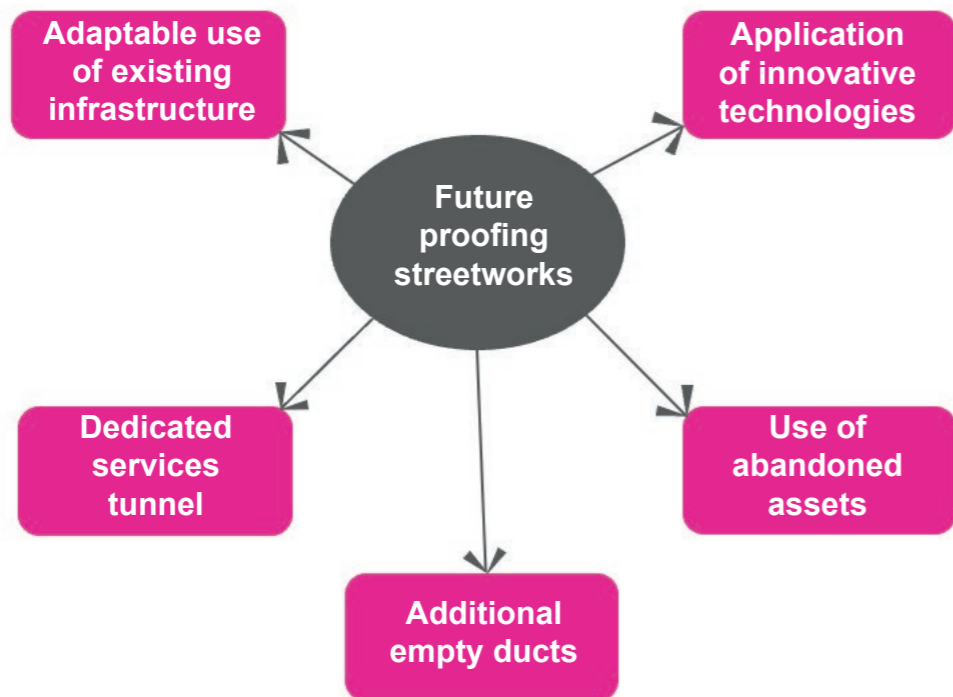 Adaptable use
of existing
infrastructure
Application
of innovative
technologies
Future
proofing
streetworks
Dedicated
services
tunnel
Use of
abandoned
assets
Additional
empty ducts